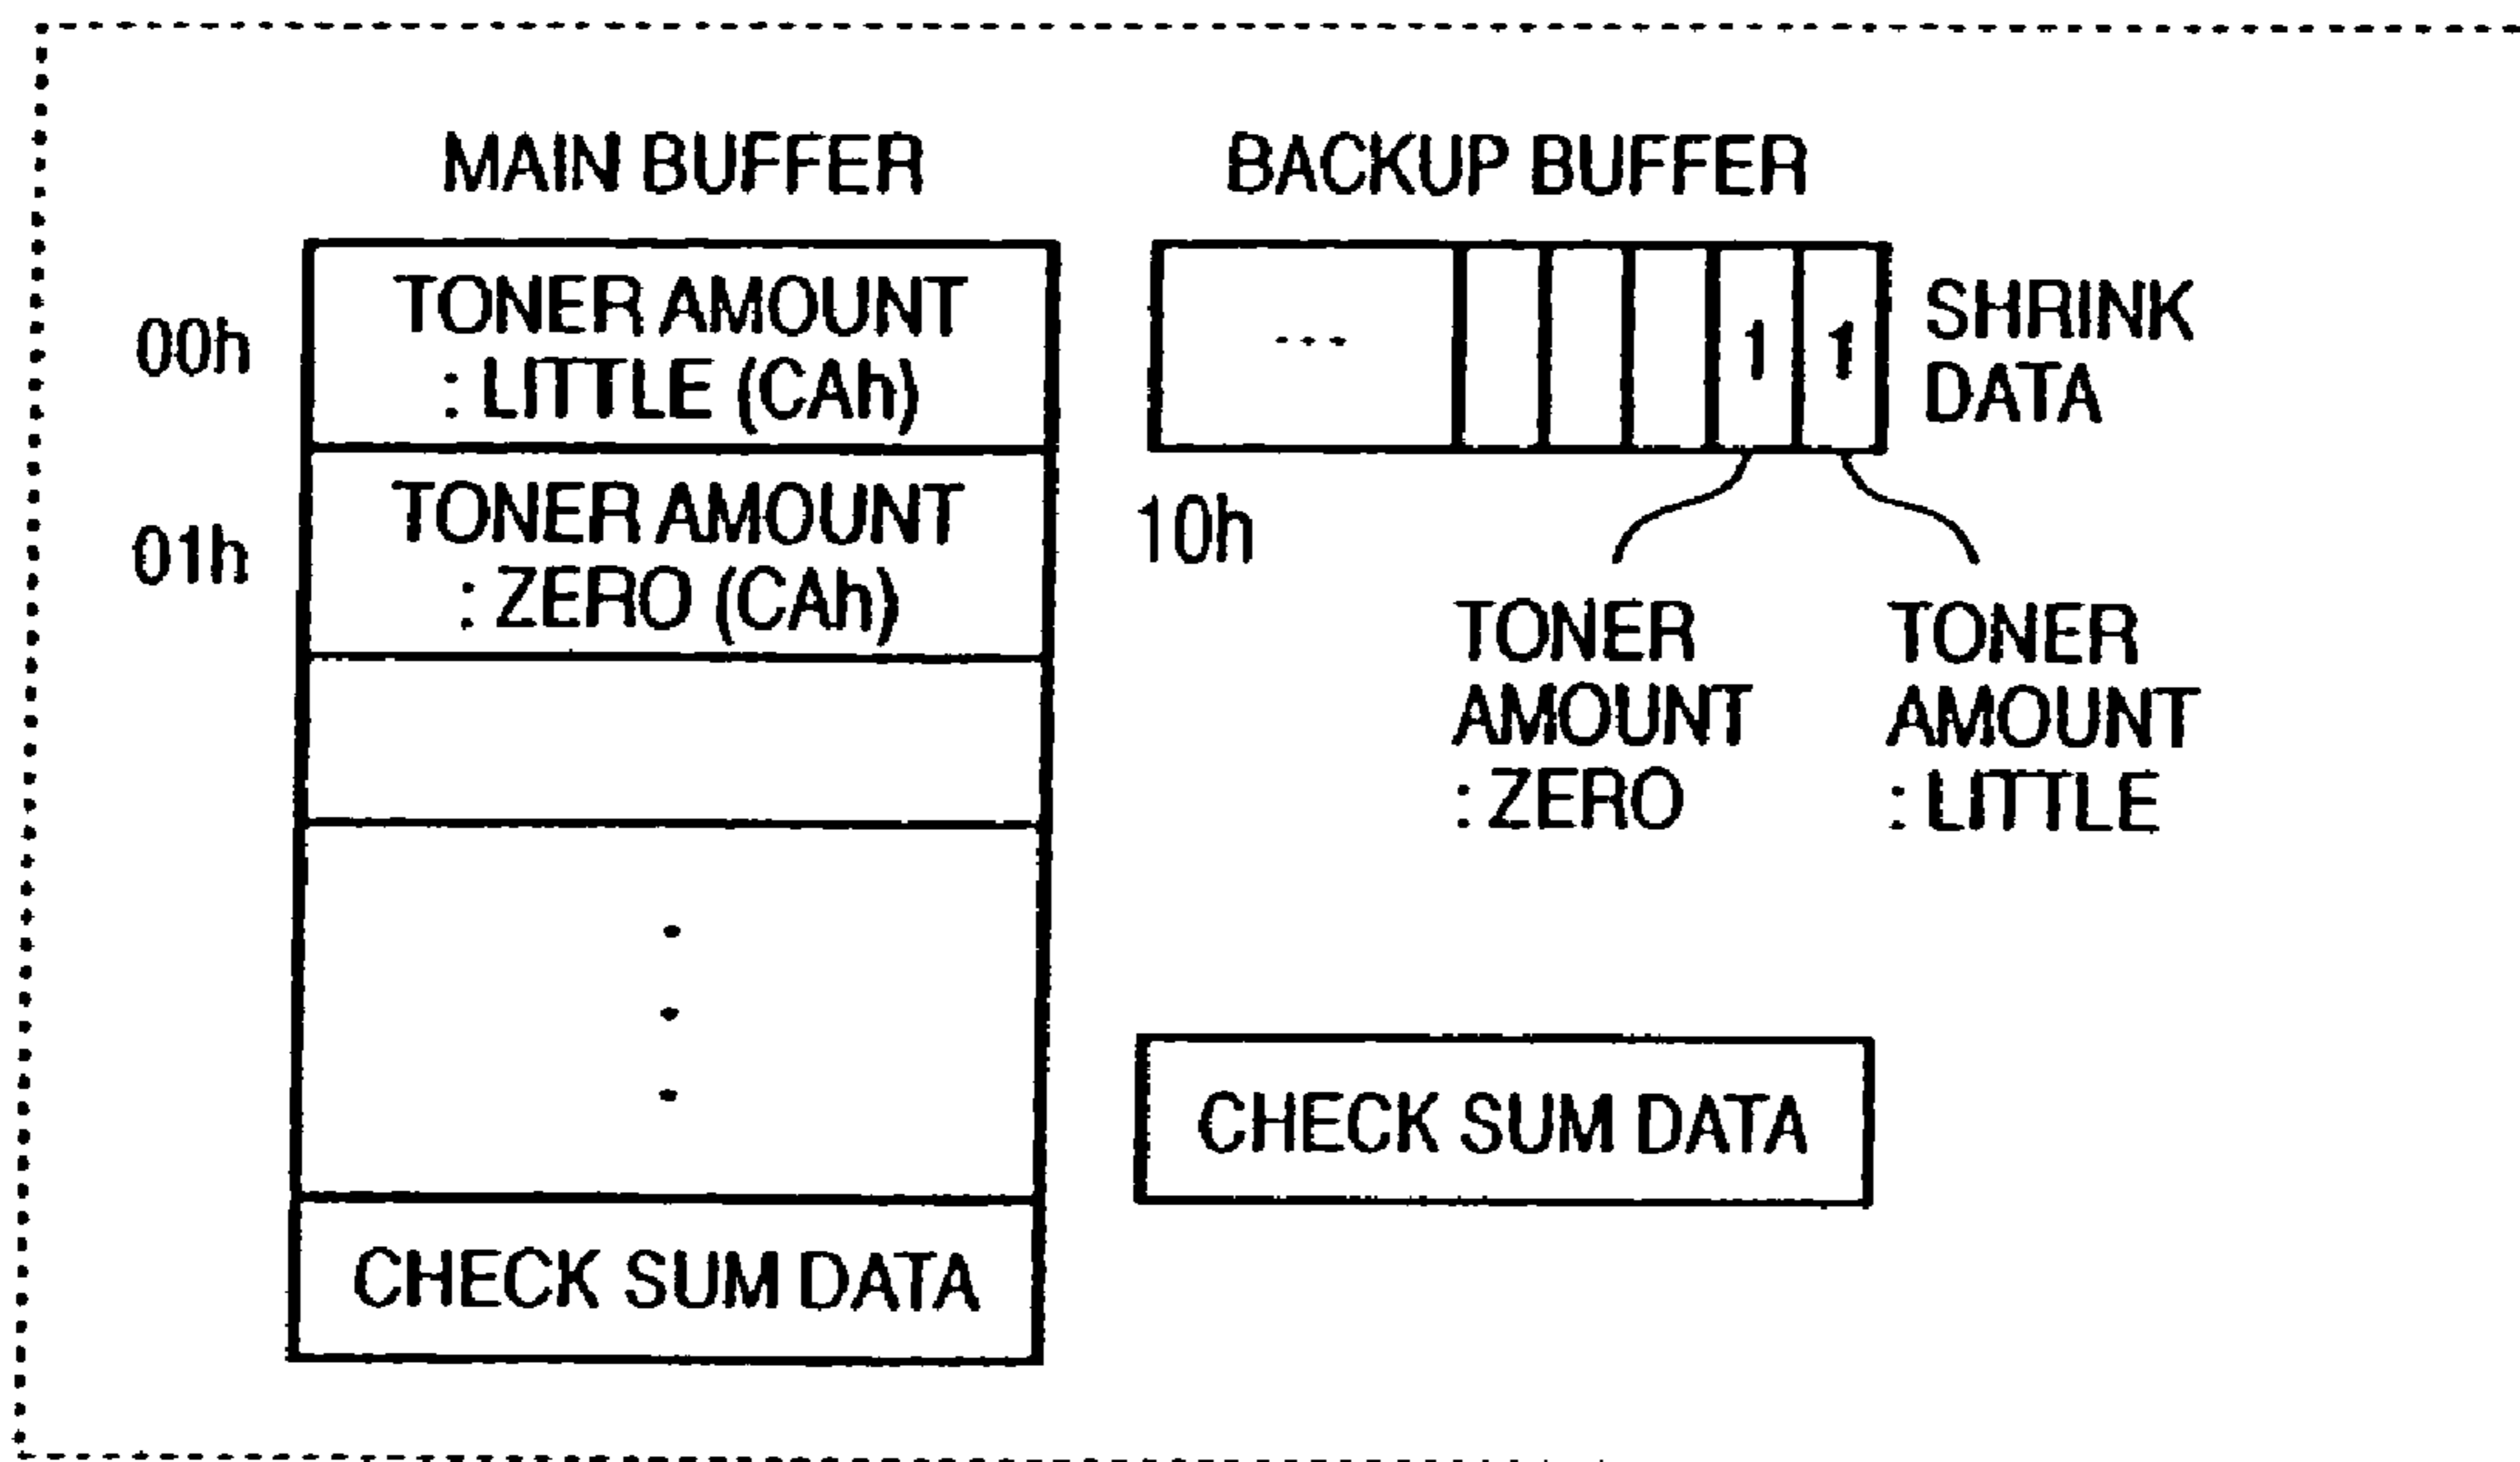 MAIN BUFFER
00h
TONER AMOUNT
: LITTLE (CAh)
01h
TONER AMOUNT
: ZERO (CAh)
CHECK SUM DATA
BACKUP BUFFER
... 1 1
SHRINK
DATA
10h
TONER
AMOUNT
: ZERO
TONER
AMOUNT
: LITTLE
CHECK SUM DATA